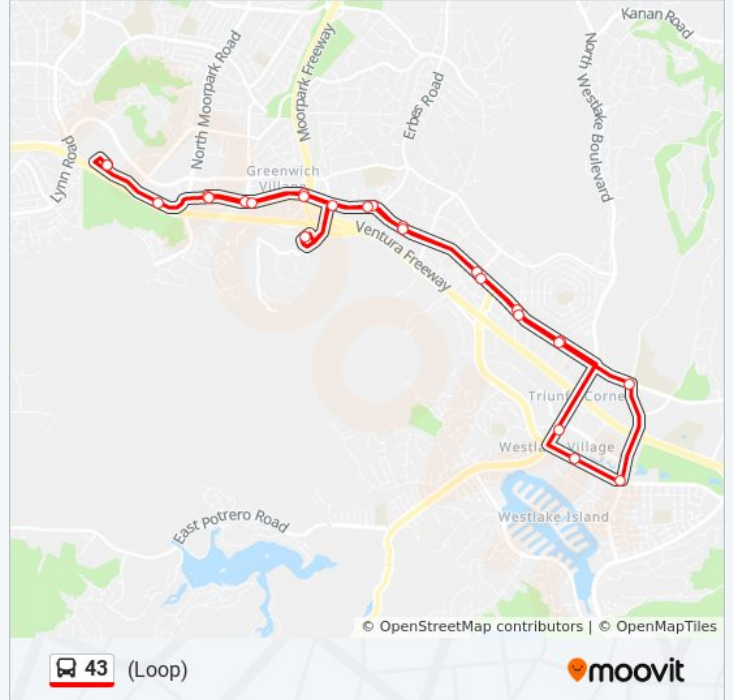 Kanan Road
North Westlake Boulevard
Moorpark Freeway
North Moorpark Road
Erbes Road
Lynn Road
Greenwich
Village
Ventura Freeway
Triunfo Corner
Westlake Village
East Potrero Road
Westlake Island
© OpenStreetMap contributors | © OpenMapTiles
43 (Loop)
moovit